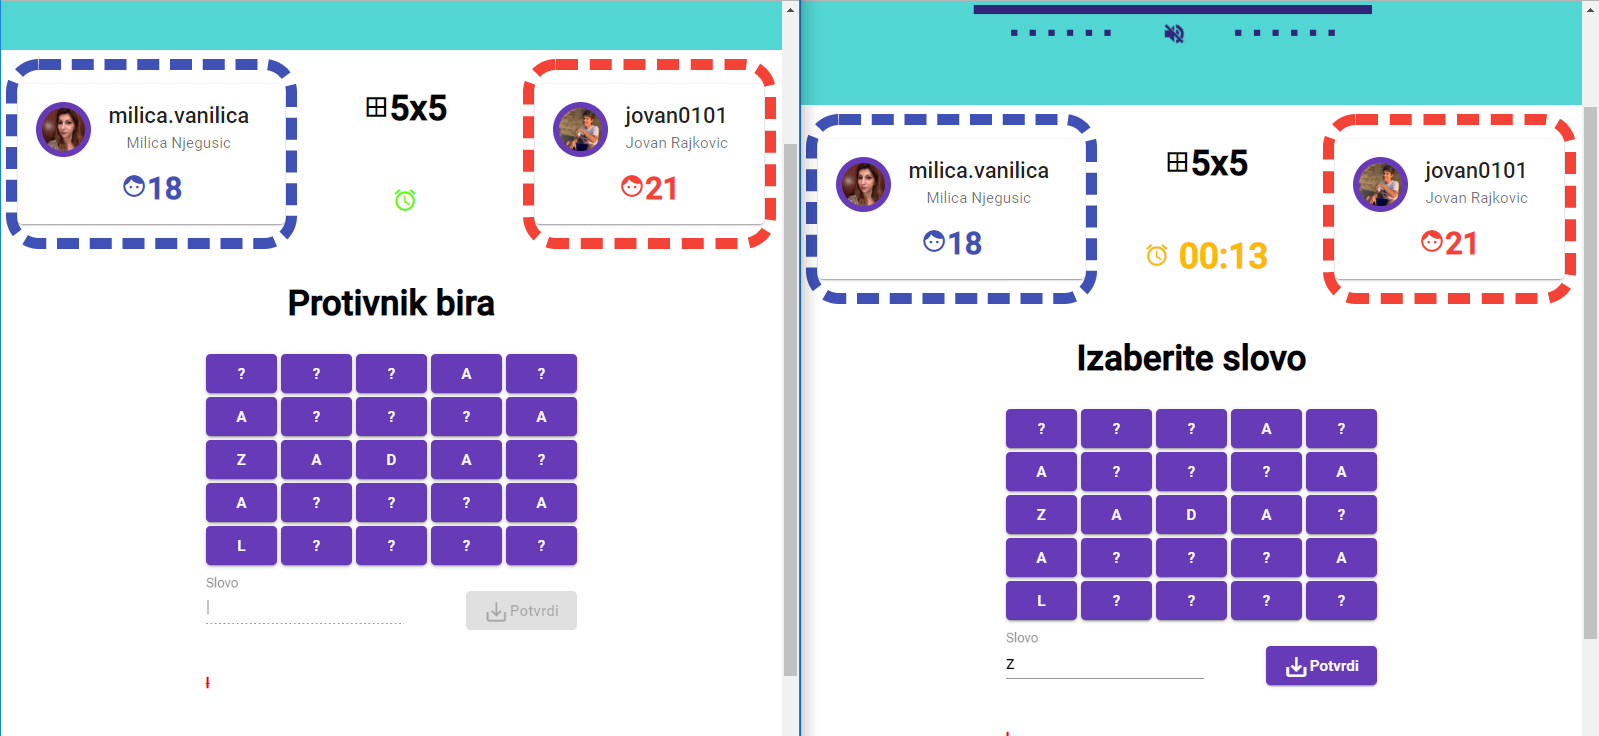 milica.vanilica
Milica Njegusic
18
5x5
jovan0101
Jovan Rajkovic
21
Protivnik bira
? ? ? A ?
A ? ? ? A
Z A D A ?
A ? ? ? A
L ? ? ? ?
Slovo
l
Potvrdi
l
milica.vanilica
Milica Njegusic
18
5x5
00:13
jovan0101
Jovan Rajkovic
21
Izaberite slovo
? ? ? A ?
A ? ? ? A
Z A D A ?
A ? ? ? A
L ? ? ? ?
Slovo
z
Potvrdi